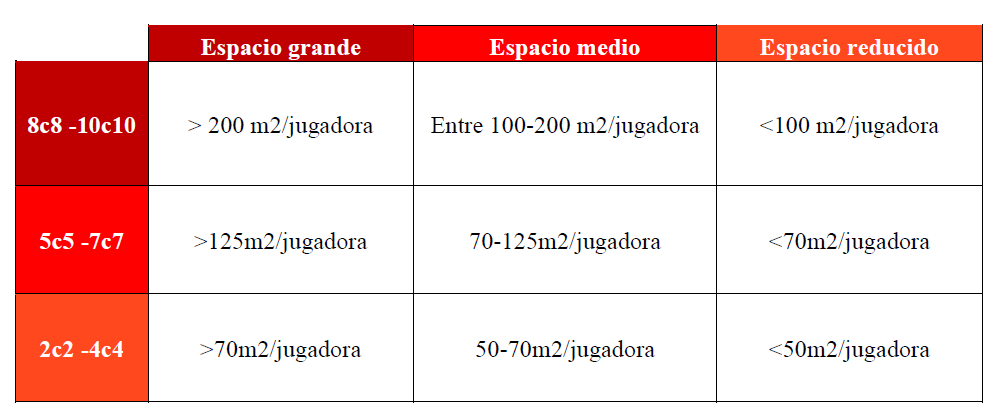 Espacio grande Espacio medio Espacio reducido
8c8 -10c10 > 200 m2/jugadora Entre 100-200 m2/jugadora <100 m2/jugadora
5c5 -7c7 >125m2/jugadora 70-125m2/jugadora <70m2/jugadora
2c2 -4c4 >70m2/jugadora 50-70m2/jugadora <50m2/jugadora